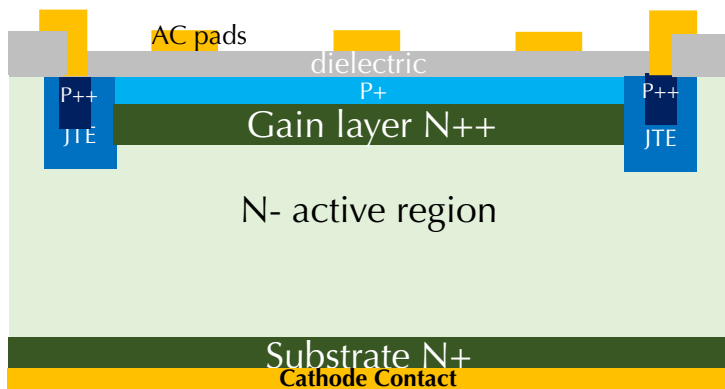 AC pads
dielectric
P++
P+
P++
Gain layer N++
JTE
JTE
N- active region
Substrate N+
Cathode Contact